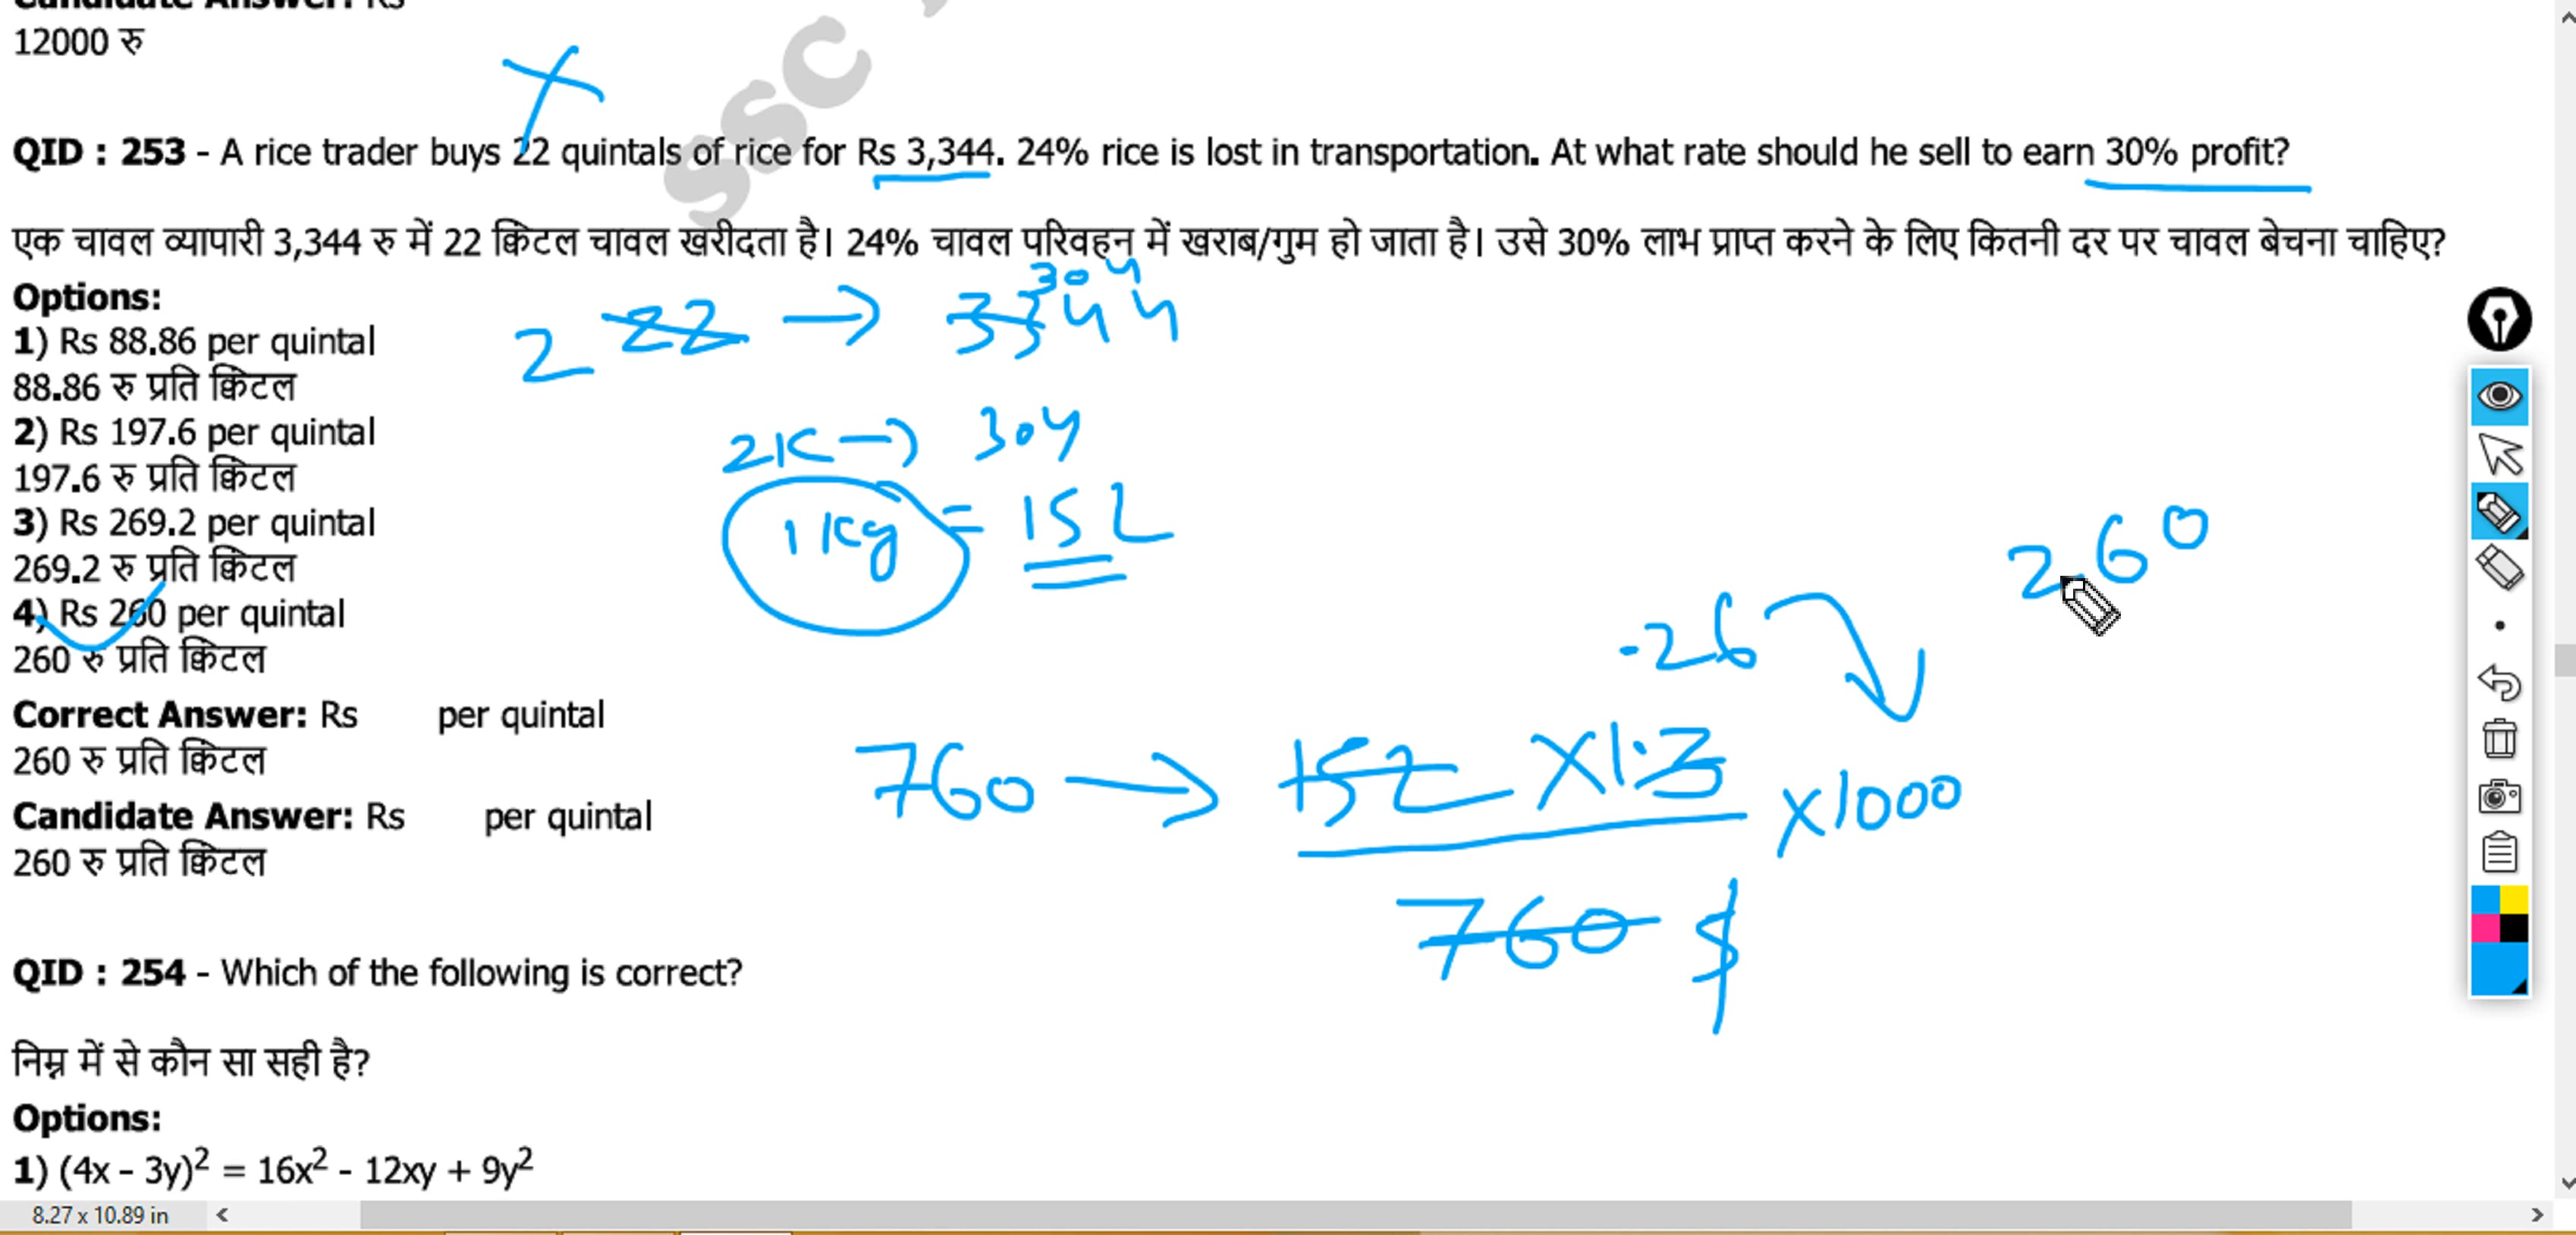 12000 रु
QID : 253 - A rice trader buys 22 quintals of rice for Rs 3,344. 24% rice is lost in transportation. At what rate should he sell to earn 30% profit?
एक चावल व्यापारी 3,344 रु में 22 क्विंटल चावल खरीदता है। 24% चावल परिवहन में खराब/गुम हो जाता है। उसे 30% लाभ प्राप्त करने के लिए कितनी दर पर चावल बेचना चाहिए?
Options:
1) Rs 88.86 per quintal
88.86 रु प्रति क्विंटल
2) Rs 197.6 per quintal
197.6 रु प्रति क्विंटल
3) Rs 269.2 per quintal
269.2 रु प्रति क्विंटल
4) Rs 260 per quintal
260 रु प्रति क्विंटल
Correct Answer: Rs per quintal
260 रु प्रति क्विंटल
Candidate Answer: Rs per quintal
260 रु प्रति क्विंटल
304
2 22 → 3344
2K → 304
1 Kg = 152
260
.26
760 → 152 X1.3 X1000
760
QID : 254 - Which of the following is correct?
निम्न में से कौन सा सही है?
Options:
1) (4x - 3y)² = 16x² - 12xy + 9y²
8.27 x 10.89 in
ssc